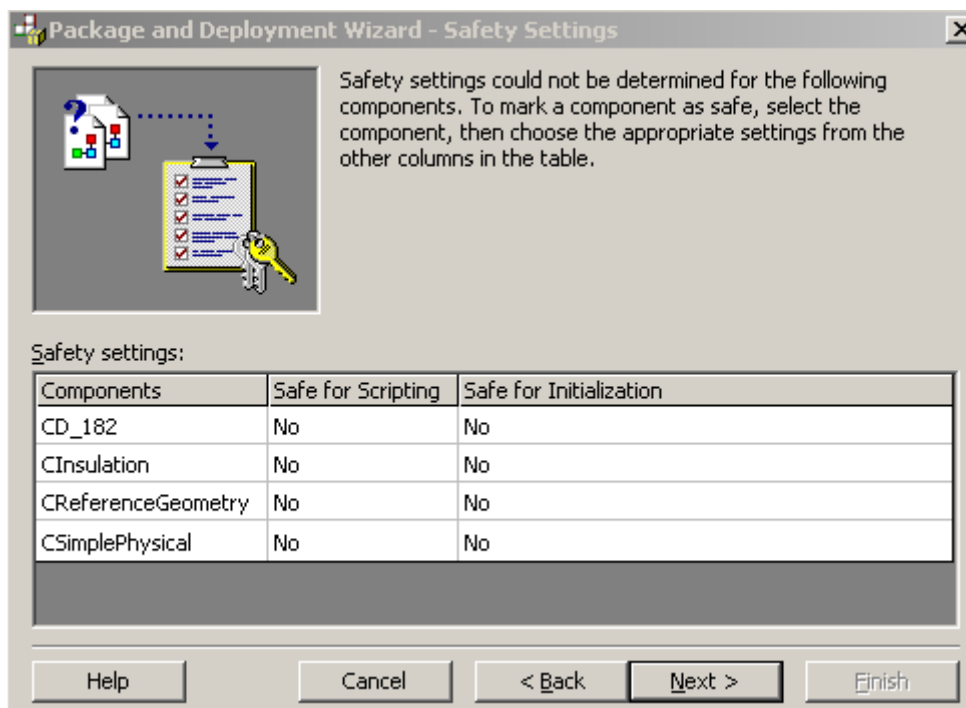 Package and Deployment Wizard - Safety Settings
Safety settings could not be determined for the following
components. To mark a component as safe, select the
component, then choose the appropriate settings from the
other columns in the table.
Safety settings:
Components Safe for Scripting Safe for Initialization
CD_182 No No
CInsulation No No
CReferenceGeometry No No
CSimplePhysical No No
Help Cancel < Back Next > Finish